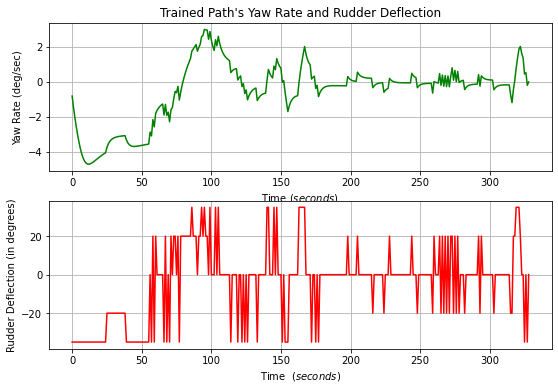 Trained Path's Yaw Rate and Rudder Deflection
Yaw Rate (deg/sec)
2
0
−2
−4
0 50 100 150 200 250 300
Time (seconds)
Rudder Deflection (in degrees)
20
0
−20
0 50 100 150 200 250 300
Time (seconds)